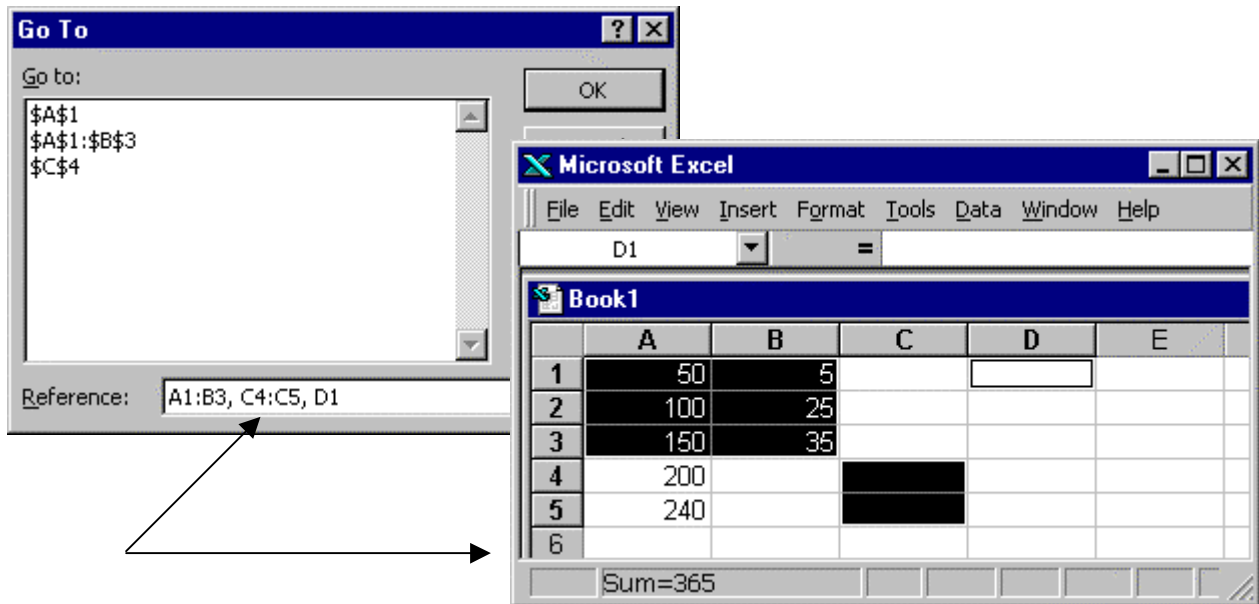 Go To
Go to:
OK
$A$1
$A$1:$B$3
$C$4
Reference: A1:B3, C4:C5, D1
Microsoft Excel
File Edit View Insert Format Tools Data Window Help
D1 =
Book1
A B C D E
1 50 5
2 100 25
3 150 35
4 200
5 240
6
Sum=365